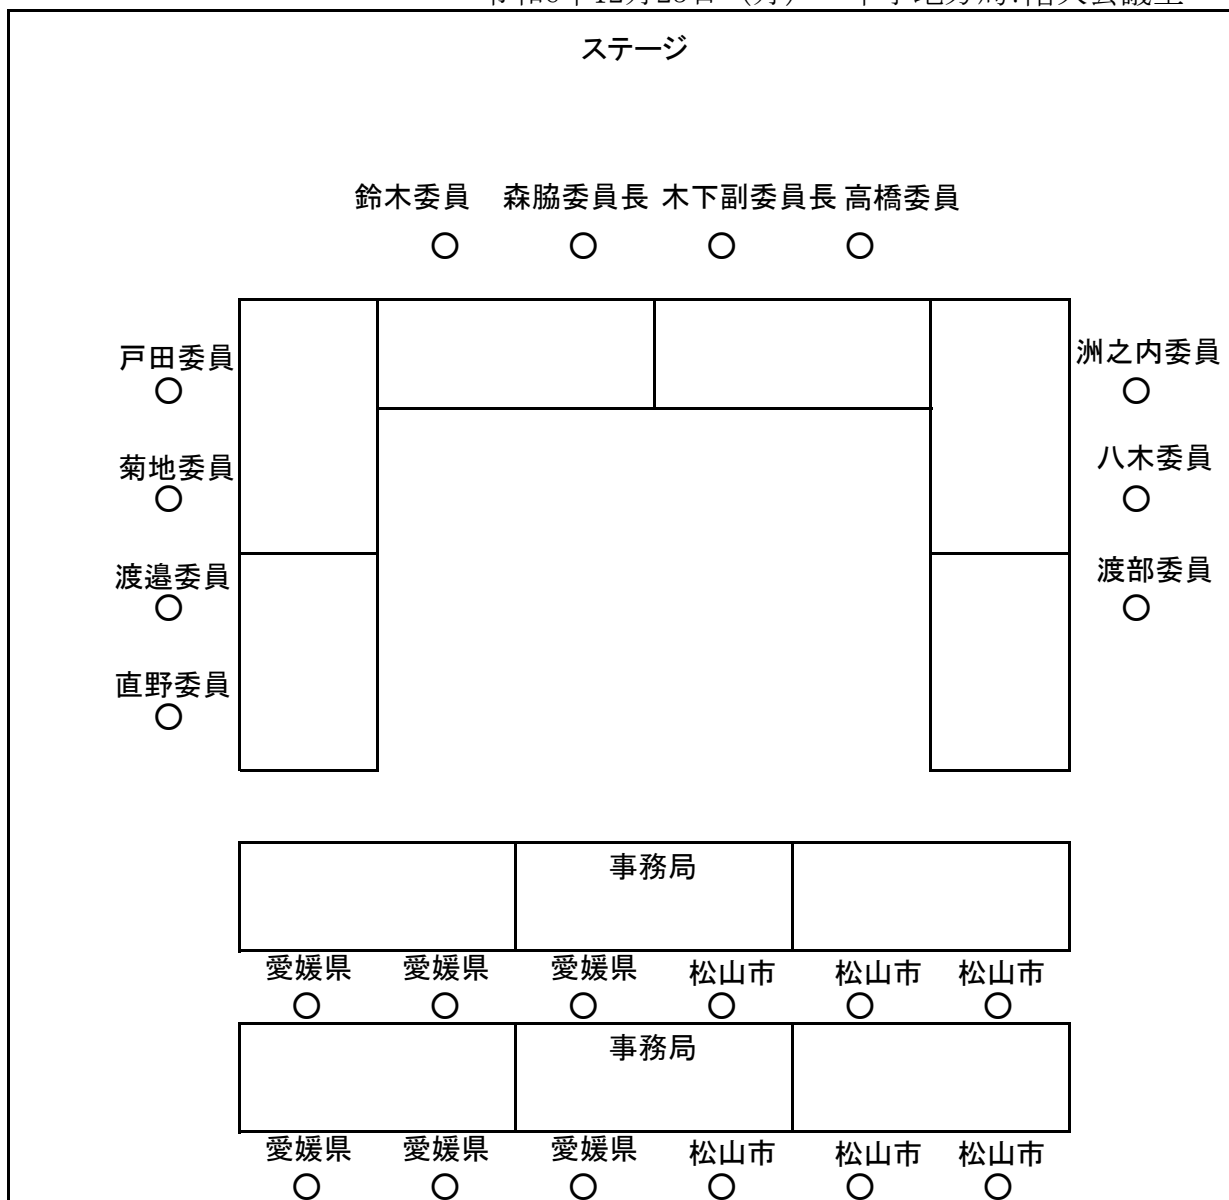 ステージ
鈴木委員 森脇委員長 木下副委員長 高橋委員
○ ○ ○ ○
戸田委員 洲之内委員
○ ○
菊地委員 八木委員
○ ○
渡邉委員 渡部委員
○ ○
直野委員
○
事務局
愛媛県 愛媛県 愛媛県 松山市 松山市 松山市
○ ○ ○ ○ ○ ○
事務局
愛媛県 愛媛県 愛媛県 松山市 松山市 松山市
○ ○ ○ ○ ○ ○